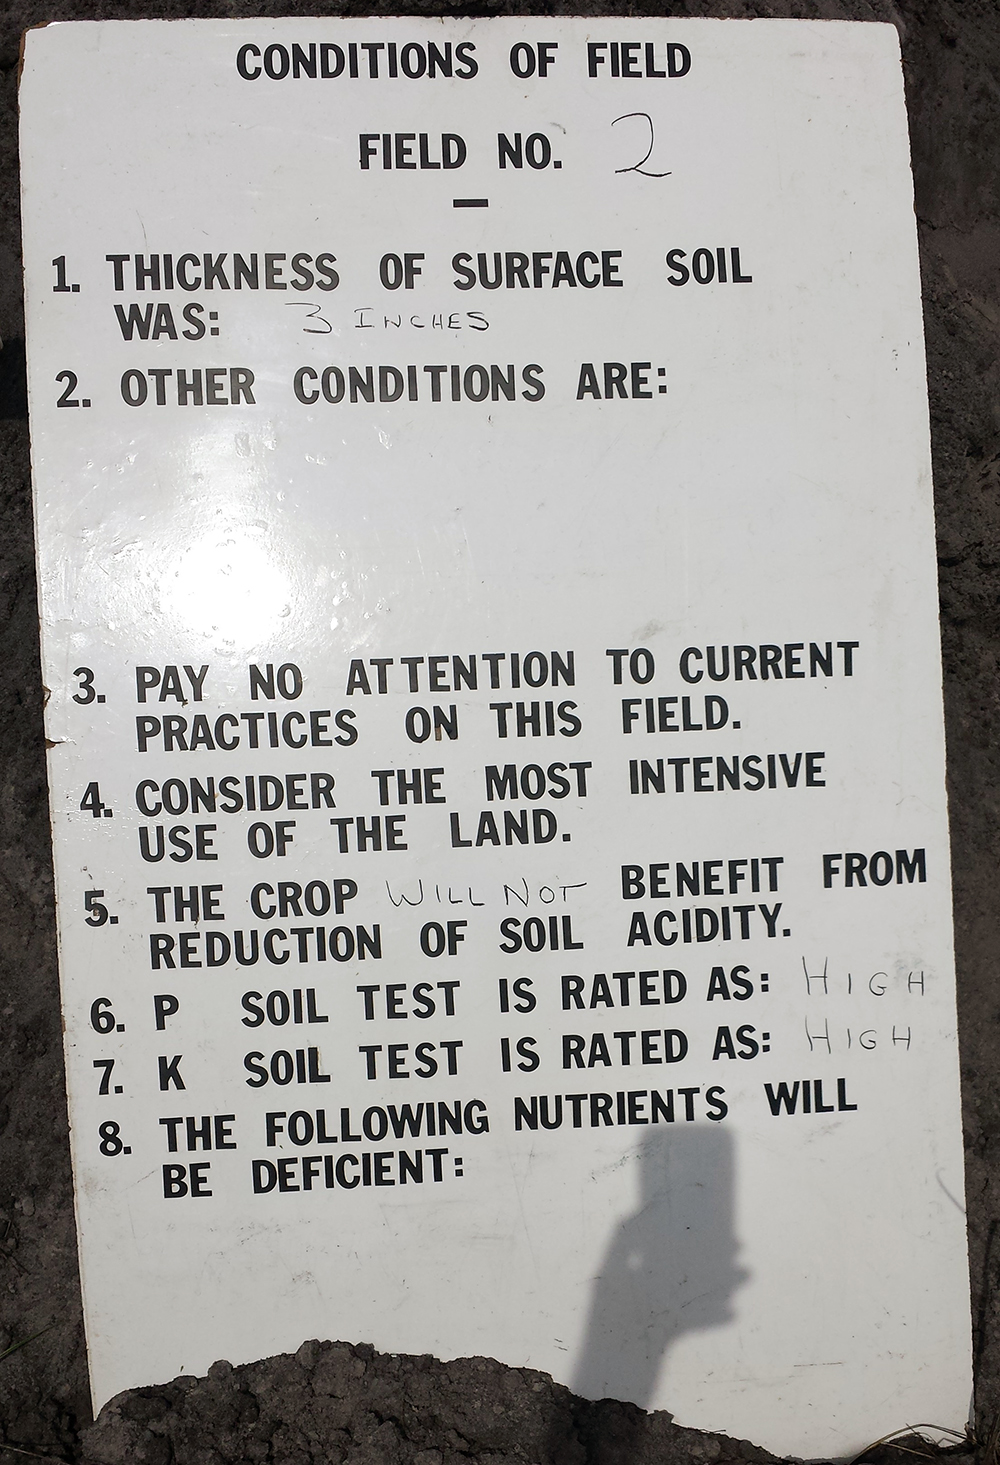 CONDITIONS OF FIELD
FIELD NO. 2
–
1. THICKNESS OF SURFACE SOIL
WAS: 3 INCHES
2. OTHER CONDITIONS ARE:
3. PAY NO ATTENTION TO CURRENT
PRACTICES ON THIS FIELD.
4. CONSIDER THE MOST INTENSIVE
USE OF THE LAND.
5. THE CROP WILL NOT BENEFIT FROM
REDUCTION OF SOIL ACIDITY.
6. P SOIL TEST IS RATED AS: HIGH
7. K SOIL TEST IS RATED AS: HIGH
8. THE FOLLOWING NUTRIENTS WILL
BE DEFICIENT: